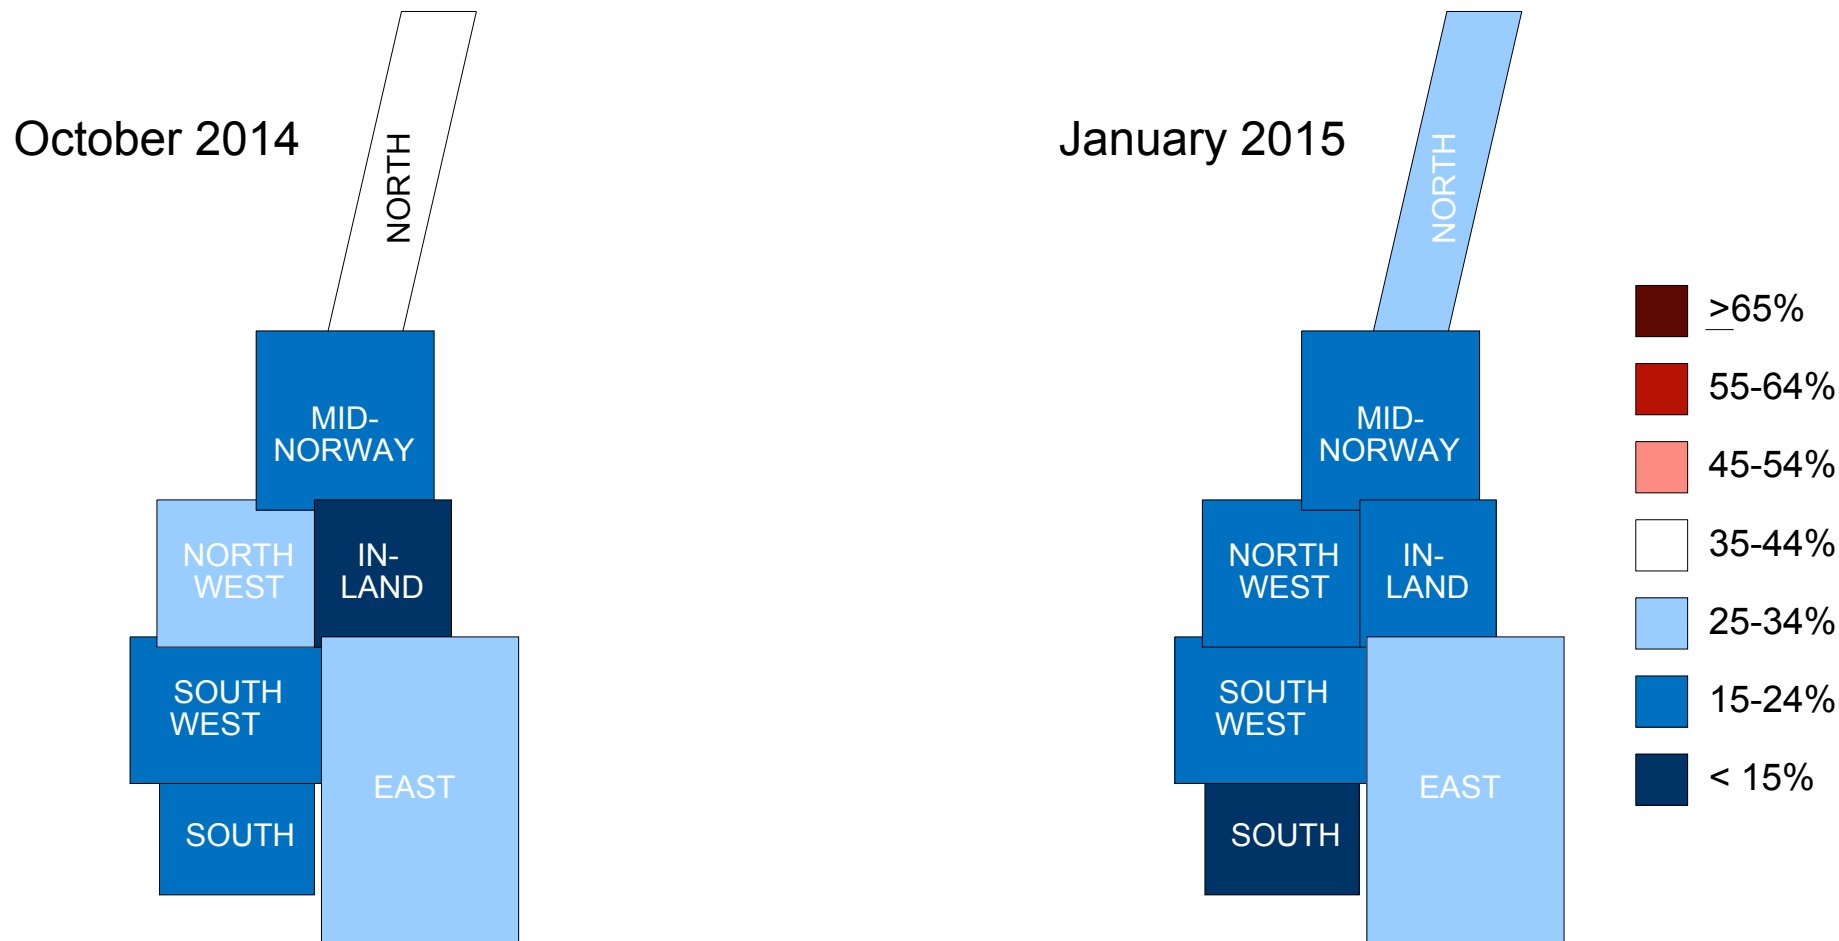 October 2014
NORTH
MID-
NORWAY
NORTH
WEST
IN-
LAND
SOUTH
WEST
EAST
SOUTH
January 2015
NORTH
MID-
NORWAY
NORTH
WEST
IN-
LAND
SOUTH
WEST
EAST
SOUTH
>65%
55-64%
45-54%
35-44%
25-34%
15-24%
< 15%